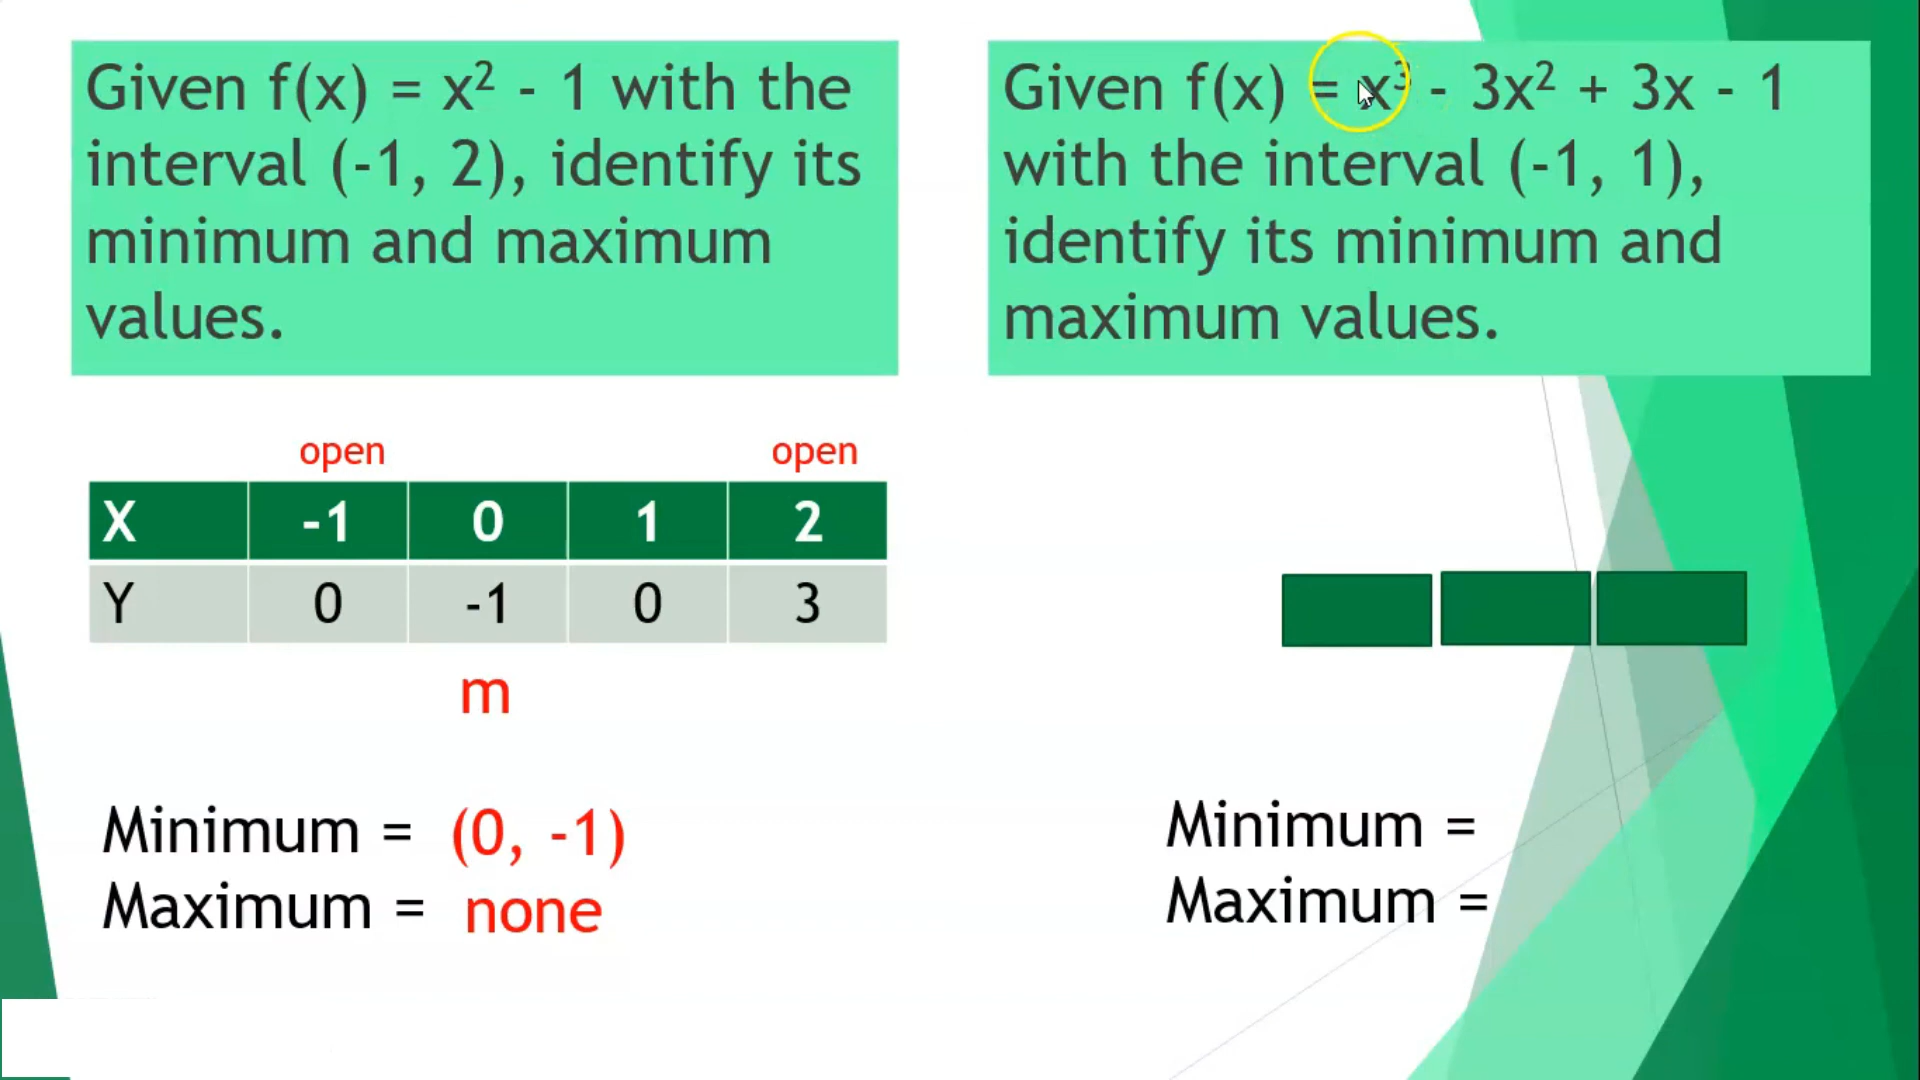 Given f(x) = x² - 1 with the
interval (-1, 2), identify its
minimum and maximum
values.
Given f(x) = x³ - 3x² + 3x - 1
with the interval (-1, 1),
identify its minimum and
maximum values.
open open
X -1 0 1 2
Y 0 -1 0 3
m
Minimum = (0, -1)
Maximum = none
Minimum =
Maximum =